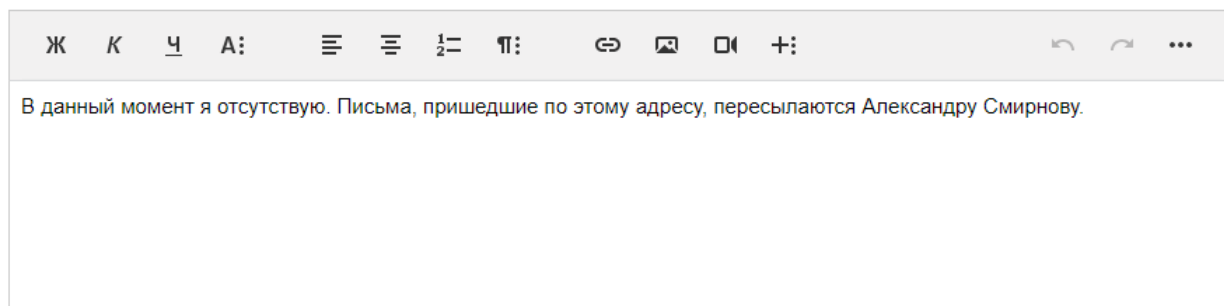 Ж К Ч A
В данный момент я отсутствую. Письма, пришедшие по этому адресу, пересылаются Александру Смирнову.